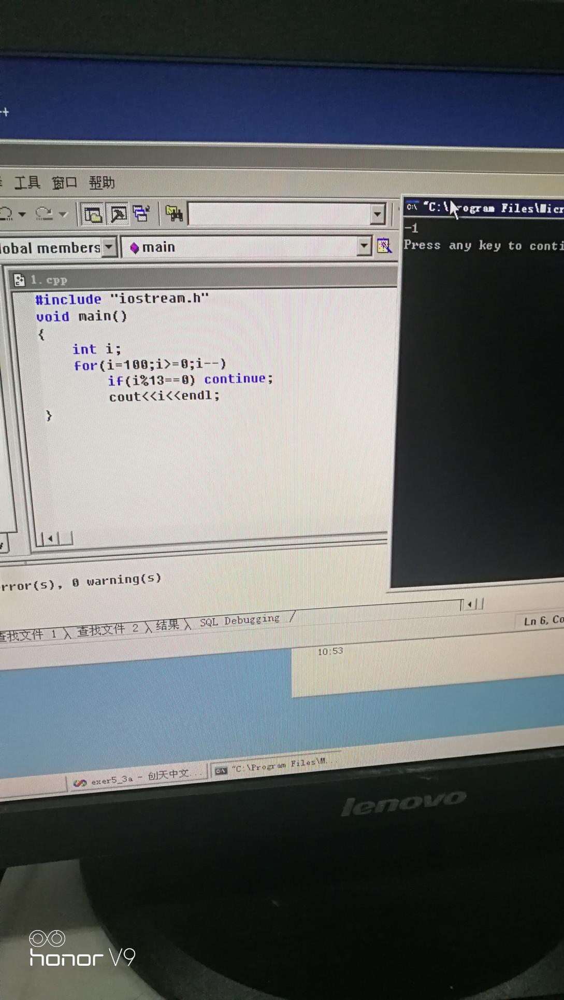 ++
工具 窗口 帮助
obal members main
1.cpp
#include "iostream.h"
void main()
{
int i;
for(i=100;i>=0;i--)
if(i%13==0) continue;
cout<<i<<endl;
}
"C:\Program Files\Micr
-1
Press any key to conti
rror(s), 0 warning(s)
查找文件 1 查找文件 2 结果 SQL Debugging
Ln 6, Co
10:53
exer5_3a - 创天中文... "C:\Program Files\M...
lenovo
honor V9